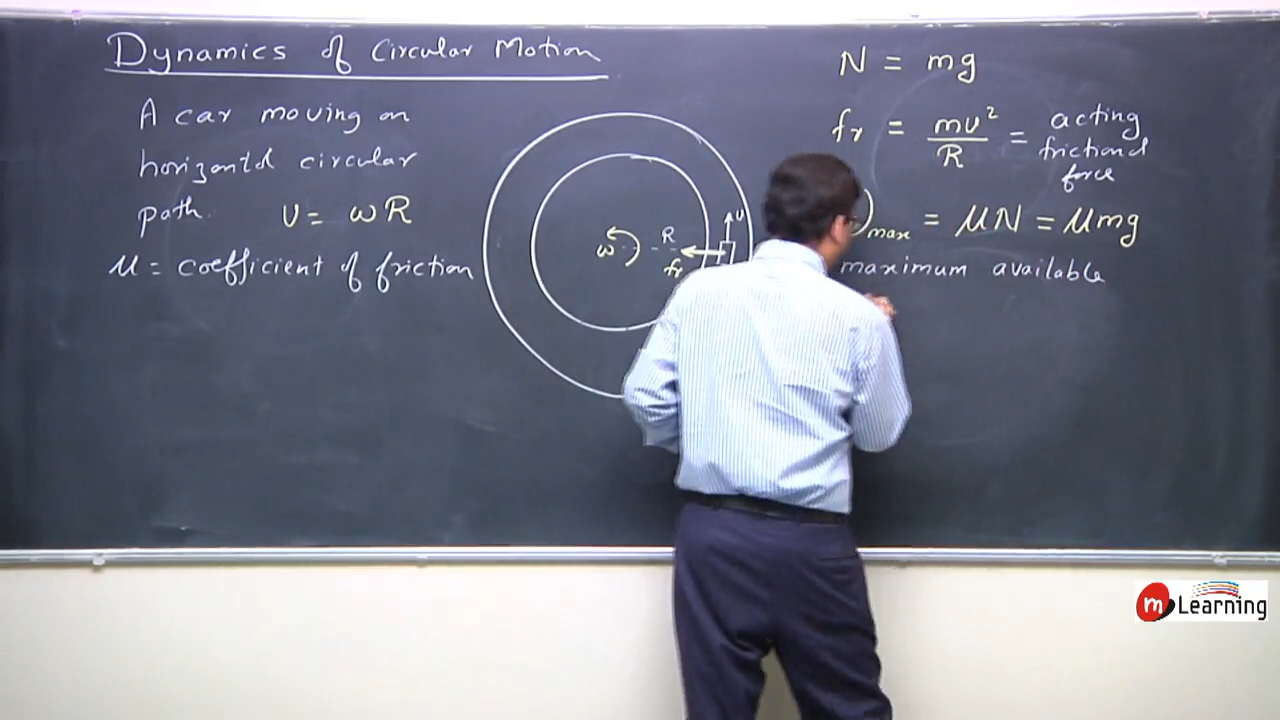 Dynamics of Circular Motion
A car moving on
horizontal circular
path. v = ωR
μ = coefficient of friction
v
ω
R
fr
N = mg
fr = mv²/R = acting
frictional
force
)max = μN = μmg
maximum available
m Learning